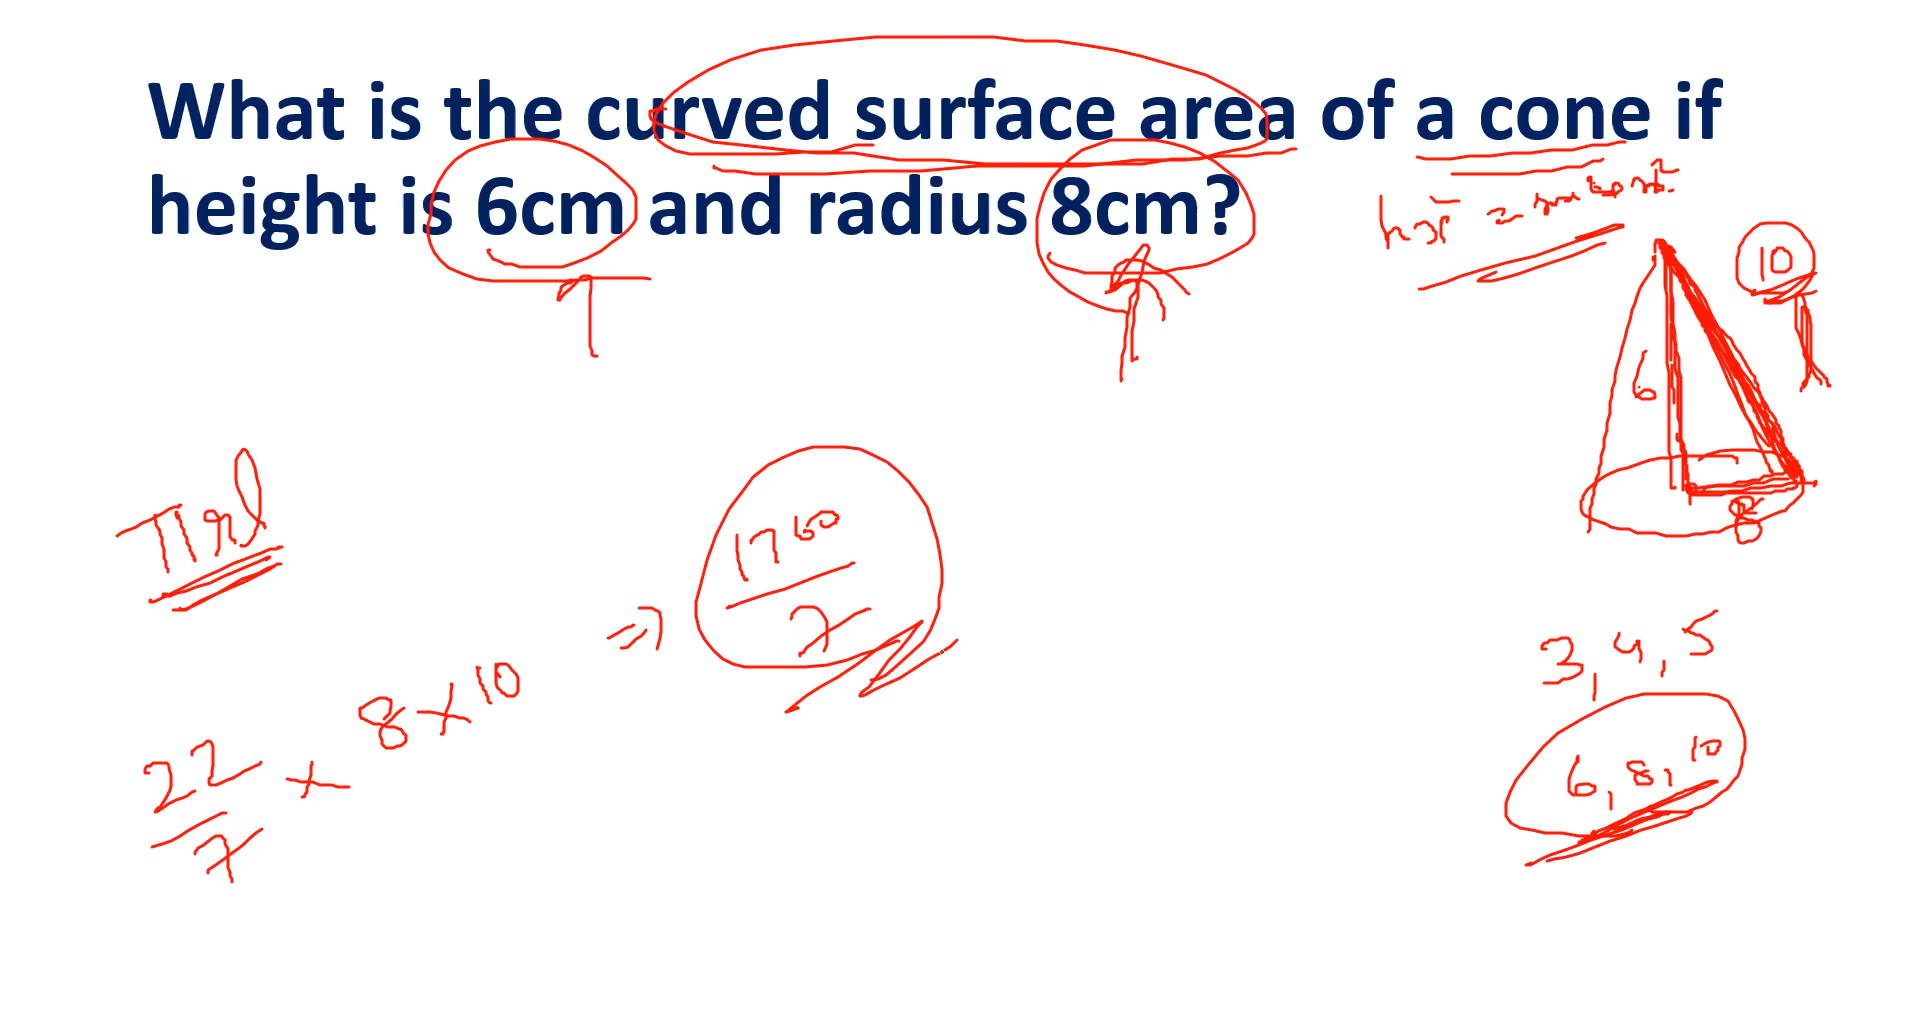 What is the curved surface area of a cone if
height is 6cm and radius 8cm?
10
6
8
πrl
1760
7
⇒
22
7
× 8 × 10
3, 4, 5
6, 8, 10